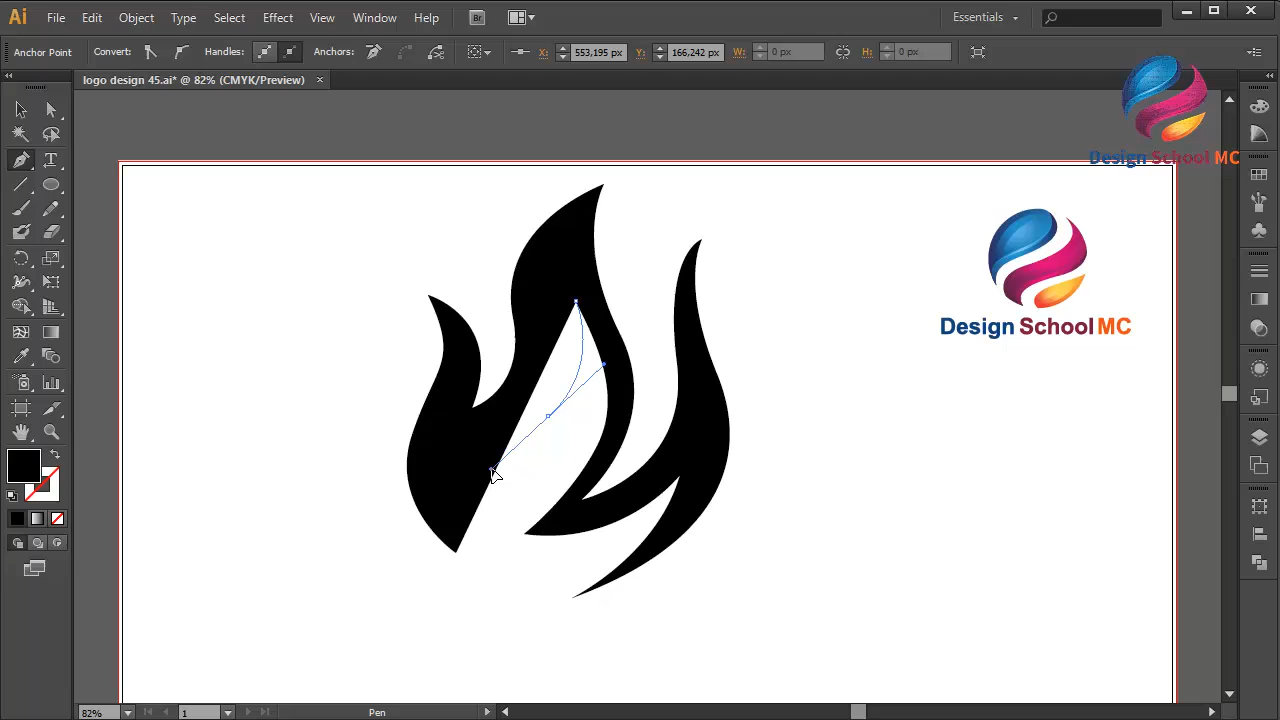 Ai File Edit Object Type Select Effect View Window Help Br Essentials
Anchor Point Convert: Handles: Anchors: X: 553,195 px Y: 166,242 px W: 0 px H: 0 px
logo design 45.ai* @ 82% (CMYK/Preview) ×
Design School MC
Design School MC
82% 1 Pen